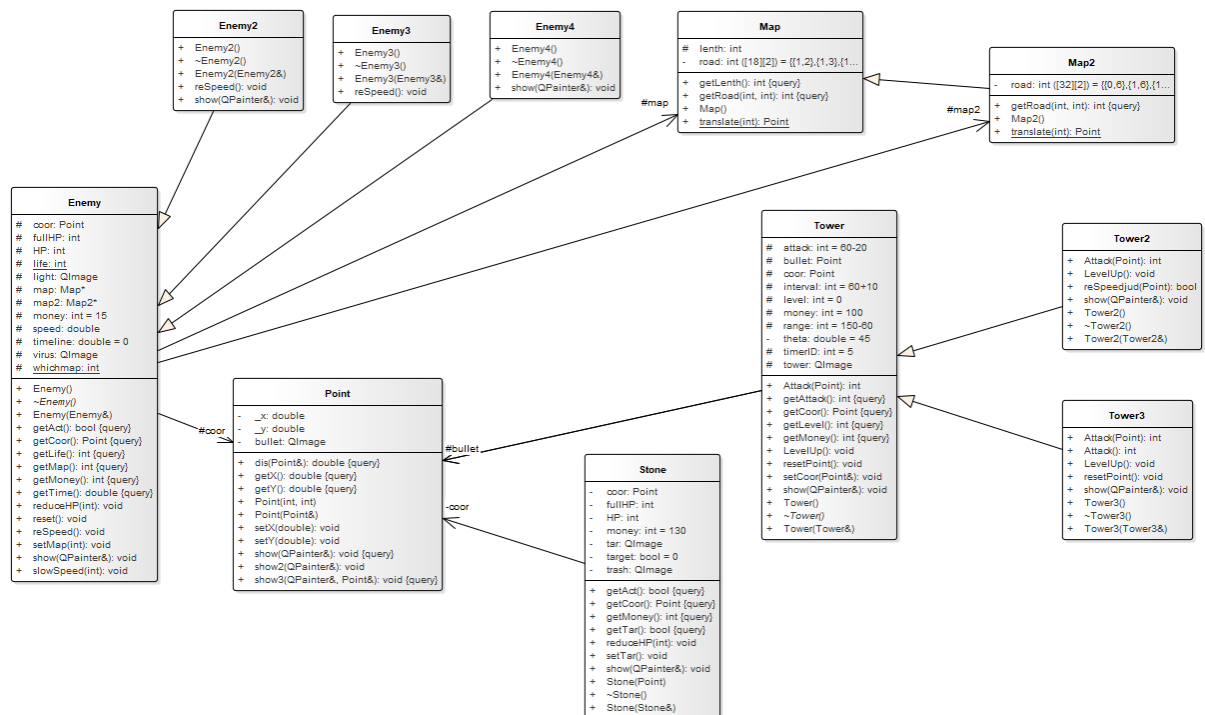 Enemy2
+ Enemy2()
+ ~Enemy2()
+ Enemy2(Enemy2&)
+ reSpeed(): void
+ show(QPainter&): void
Enemy3
+ Enemy3()
+ ~Enemy3()
+ Enemy3(Enemy3&)
+ reSpeed(): void
Enemy4
+ Enemy4()
+ ~Enemy4()
+ Enemy4(Enemy4&)
+ show(QPainter&): void
Map
# lenth: int
- road: int ([18][2]) = {{1,2},{1,3},{1...
+ getLenth(): int {query}
+ getRoad(int, int): int {query}
+ Map()
+ translate(int): Point
Map2
- road: int ([32][2]) = {{0,6},{1,6},{1...
+ getRoad(int, int): int {query}
+ Map2()
+ translate(int): Point
#map
#map2
Enemy
# coor: Point
# fullHP: int
# HP: int
# life: int
# light: QImage
# map: Map*
# map2: Map2*
# money: int = 15
# speed: double
# timeline: double = 0
# virus: QImage
# whichmap: int
+ Enemy()
+ ~Enemy()
+ Enemy(Enemy&)
+ getAct(): bool {query}
+ getCoor(): Point {query}
+ getLife(): int {query}
+ getMap(): int {query}
+ getMoney(): int {query}
+ getTime(): double {query}
+ reduceHP(int): void
+ reset(): void
+ reSpeed(): void
+ setMap(int): void
+ show(QPainter&): void
+ slowSpeed(int): void
#coor
Point
- _x: double
- _y: double
- bullet: QImage
+ dis(Point&): double {query}
+ getX(): double {query}
+ getY(): double {query}
+ Point(int, int)
+ Point(Point&)
+ setX(double): void
+ setY(double): void
+ show(QPainter&): void {query}
+ show2(QPainter&): void
+ show3(QPainter&, Point&): void {query}
#bullet
-coor
Stone
- coor: Point
- fullHP: int
- HP: int
- money: int = 130
- tar: QImage
- target: bool = 0
- trash: QImage
+ getAct(): bool {query}
+ getCoor(): Point {query}
+ getMoney(): int {query}
+ getTar(): bool {query}
+ reduceHP(int): void
+ setTar(): void
+ show(QPainter&): void
+ Stone(Point)
+ ~Stone()
+ Stone(Stone&)
Tower
# attack: int = 60-20
# bullet: Point
# coor: Point
# interval: int = 60+10
# level: int = 0
# money: int = 100
# range: int = 150-60
- theta: double = 45
# timerID: int = 5
# tower: QImage
+ Attack(Point): int
+ getAttack(): int {query}
+ getCoor(): Point {query}
+ getLevel(): int {query}
+ getMoney(): int {query}
+ LevelUp(): void
+ resetPoint(): void
+ setCoor(Point&): void
+ show(QPainter&): void
+ Tower()
+ ~Tower()
+ Tower(Tower&)
Tower2
+ Attack(Point): int
+ LevelUp(): void
+ reSpeedjud(Point): bool
+ show(QPainter&): void
+ Tower2()
+ ~Tower2()
+ Tower2(Tower2&)
Tower3
+ Attack(Point): int
+ Attack(): int
+ LevelUp(): void
+ resetPoint(): void
+ show(QPainter&): void
+ Tower3()
+ ~Tower3()
+ Tower3(Tower3&)